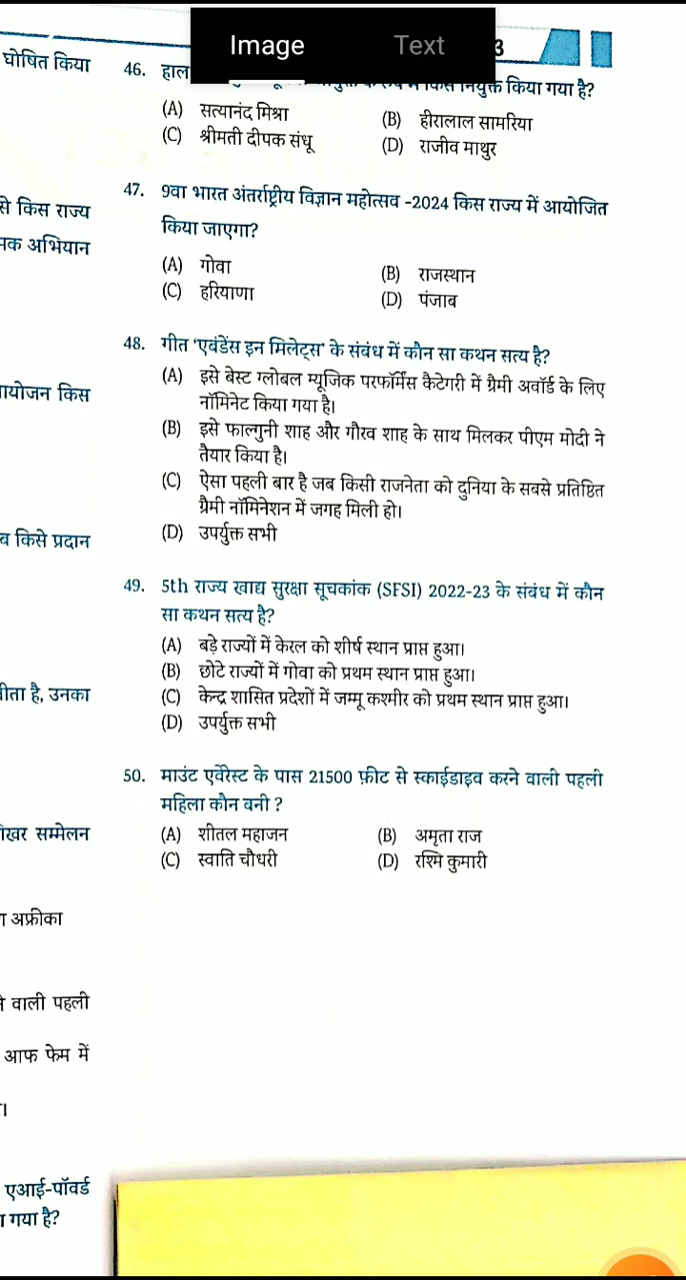 Image Text
3
घोषित किया
से किस राज्य
अभियान
आयोजन किस
किसे प्रदान
है, उनका
सम्मेलन
अफ्रीका
वाली पहली
आफ फेम में
एआई-पॉवर्ड
गया है?
46. हाल किसे नियुक्त किया गया है?
(A) सत्यानंद मिश्रा (B) हीरालाल सामरिया
(C) श्रीमती दीपक संधू (D) राजीव माथुर
47. 9वा भारत अंतर्राष्ट्रीय विज्ञान महोत्सव -2024 किस राज्य में आयोजित
किया जाएगा?
(A) गोवा (B) राजस्थान
(C) हरियाणा (D) पंजाब
48. गीत 'एबंडेंस इन मिलेट्स' के संबंध में कौन सा कथन सत्य है?
(A) इसे बेस्ट ग्लोबल म्यूजिक परफॉर्मेंस कैटेगरी में ग्रैमी अवॉर्ड के लिए
नॉमिनेट किया गया है।
(B) इसे फाल्गुनी शाह और गौरव शाह के साथ मिलकर पीएम मोदी ने
तैयार किया है।
(C) ऐसा पहली बार है जब किसी राजनेता को दुनिया के सबसे प्रतिष्ठित
ग्रैमी नॉमिनेशन में जगह मिली हो।
(D) उपर्युक्त सभी
49. 5th राज्य खाद्य सुरक्षा सूचकांक (SFSI) 2022-23 के संबंध में कौन
सा कथन सत्य है?
(A) बड़े राज्यों में केरल को शीर्ष स्थान प्राप्त हुआ।
(B) छोटे राज्यों में गोवा को प्रथम स्थान प्राप्त हुआ।
(C) केन्द्र शासित प्रदेशों में जम्मू कश्मीर को प्रथम स्थान प्राप्त हुआ।
(D) उपर्युक्त सभी
50. माउंट एवेरेस्ट के पास 21500 फ़ीट से स्काईडाइव करने वाली पहली
महिला कौन बनी ?
(A) शीतल महाजन (B) अमृता राज
(C) स्वाति चौधरी (D) रश्मि कुमारी